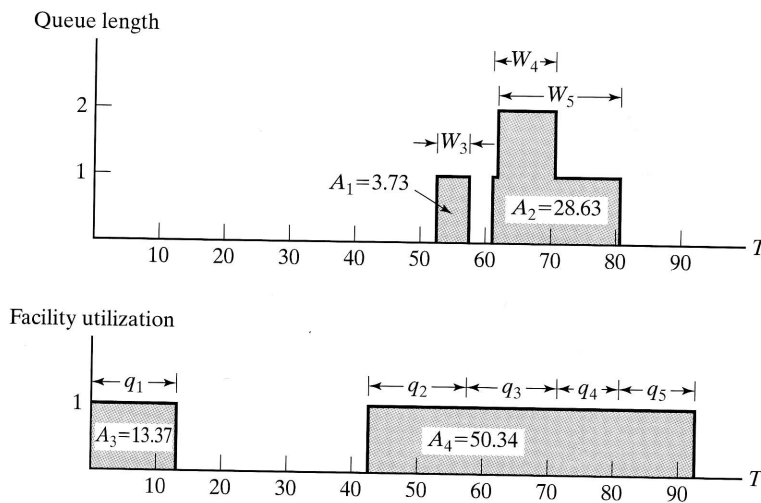 Queue length
W4
W5
2
W3
1
A1=3.73
A2=28.63
T
10 20 30 40 50 60 70 80 90
Facility utilization
q1 q2 q3 q4 q5
1
A3=13.37
A4=50.34
T
10 20 30 40 50 60 70 80 90